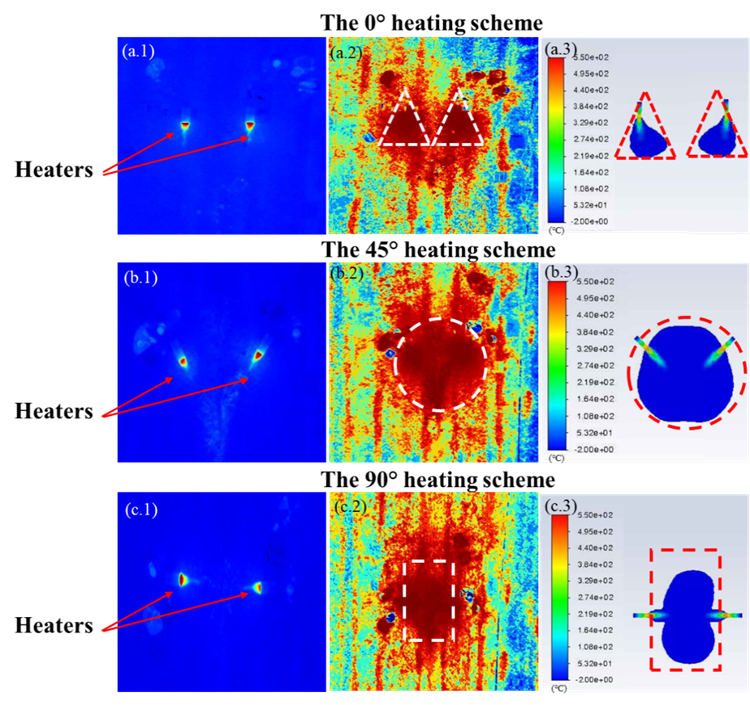 The 0° heating scheme
(a.1)
(a.2)
(a.3)
5.50e+02
4.95e+02
4.40e+02
3.84e+02
3.29e+02
2.74e+02
2.19e+02
1.64e+02
1.08e+02
5.32e+01
-2.00e+00
(℃)
Heaters
The 45° heating scheme
(b.1)
(b.2)
(b.3)
5.50e+02
4.95e+02
4.40e+02
3.84e+02
3.29e+02
2.74e+02
2.19e+02
1.64e+02
1.08e+02
5.32e+01
-2.00e+00
(℃)
Heaters
The 90° heating scheme
(c.1)
(c.2)
(c.3)
5.50e+02
4.95e+02
4.40e+02
3.84e+02
3.29e+02
2.74e+02
2.19e+02
1.64e+02
1.08e+02
5.32e+01
-2.00e+00
(℃)
Heaters